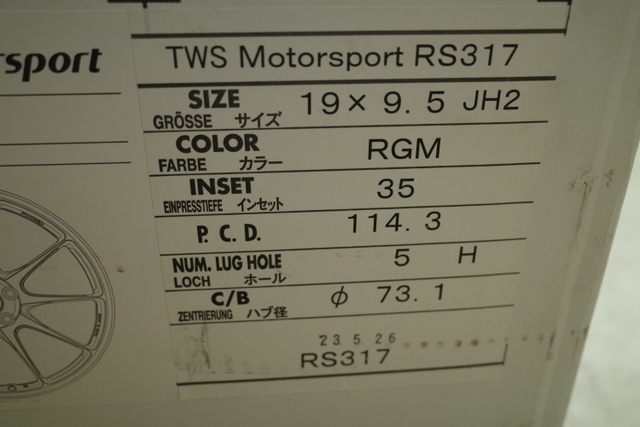 rsport
TWS Motorsport RS317
SIZE 19× 9.5 JH2
GRÖSSE サイズ
COLOR RGM
FARBE カラー
INSET 35
EINPRESSTIEFE インセット
P.C.D. 114.3
NUM. LUG HOLE 5 H
LOCH ホール
C/B φ 73.1
ZENTRIERUNG ハブ径
23.5.26
RS317